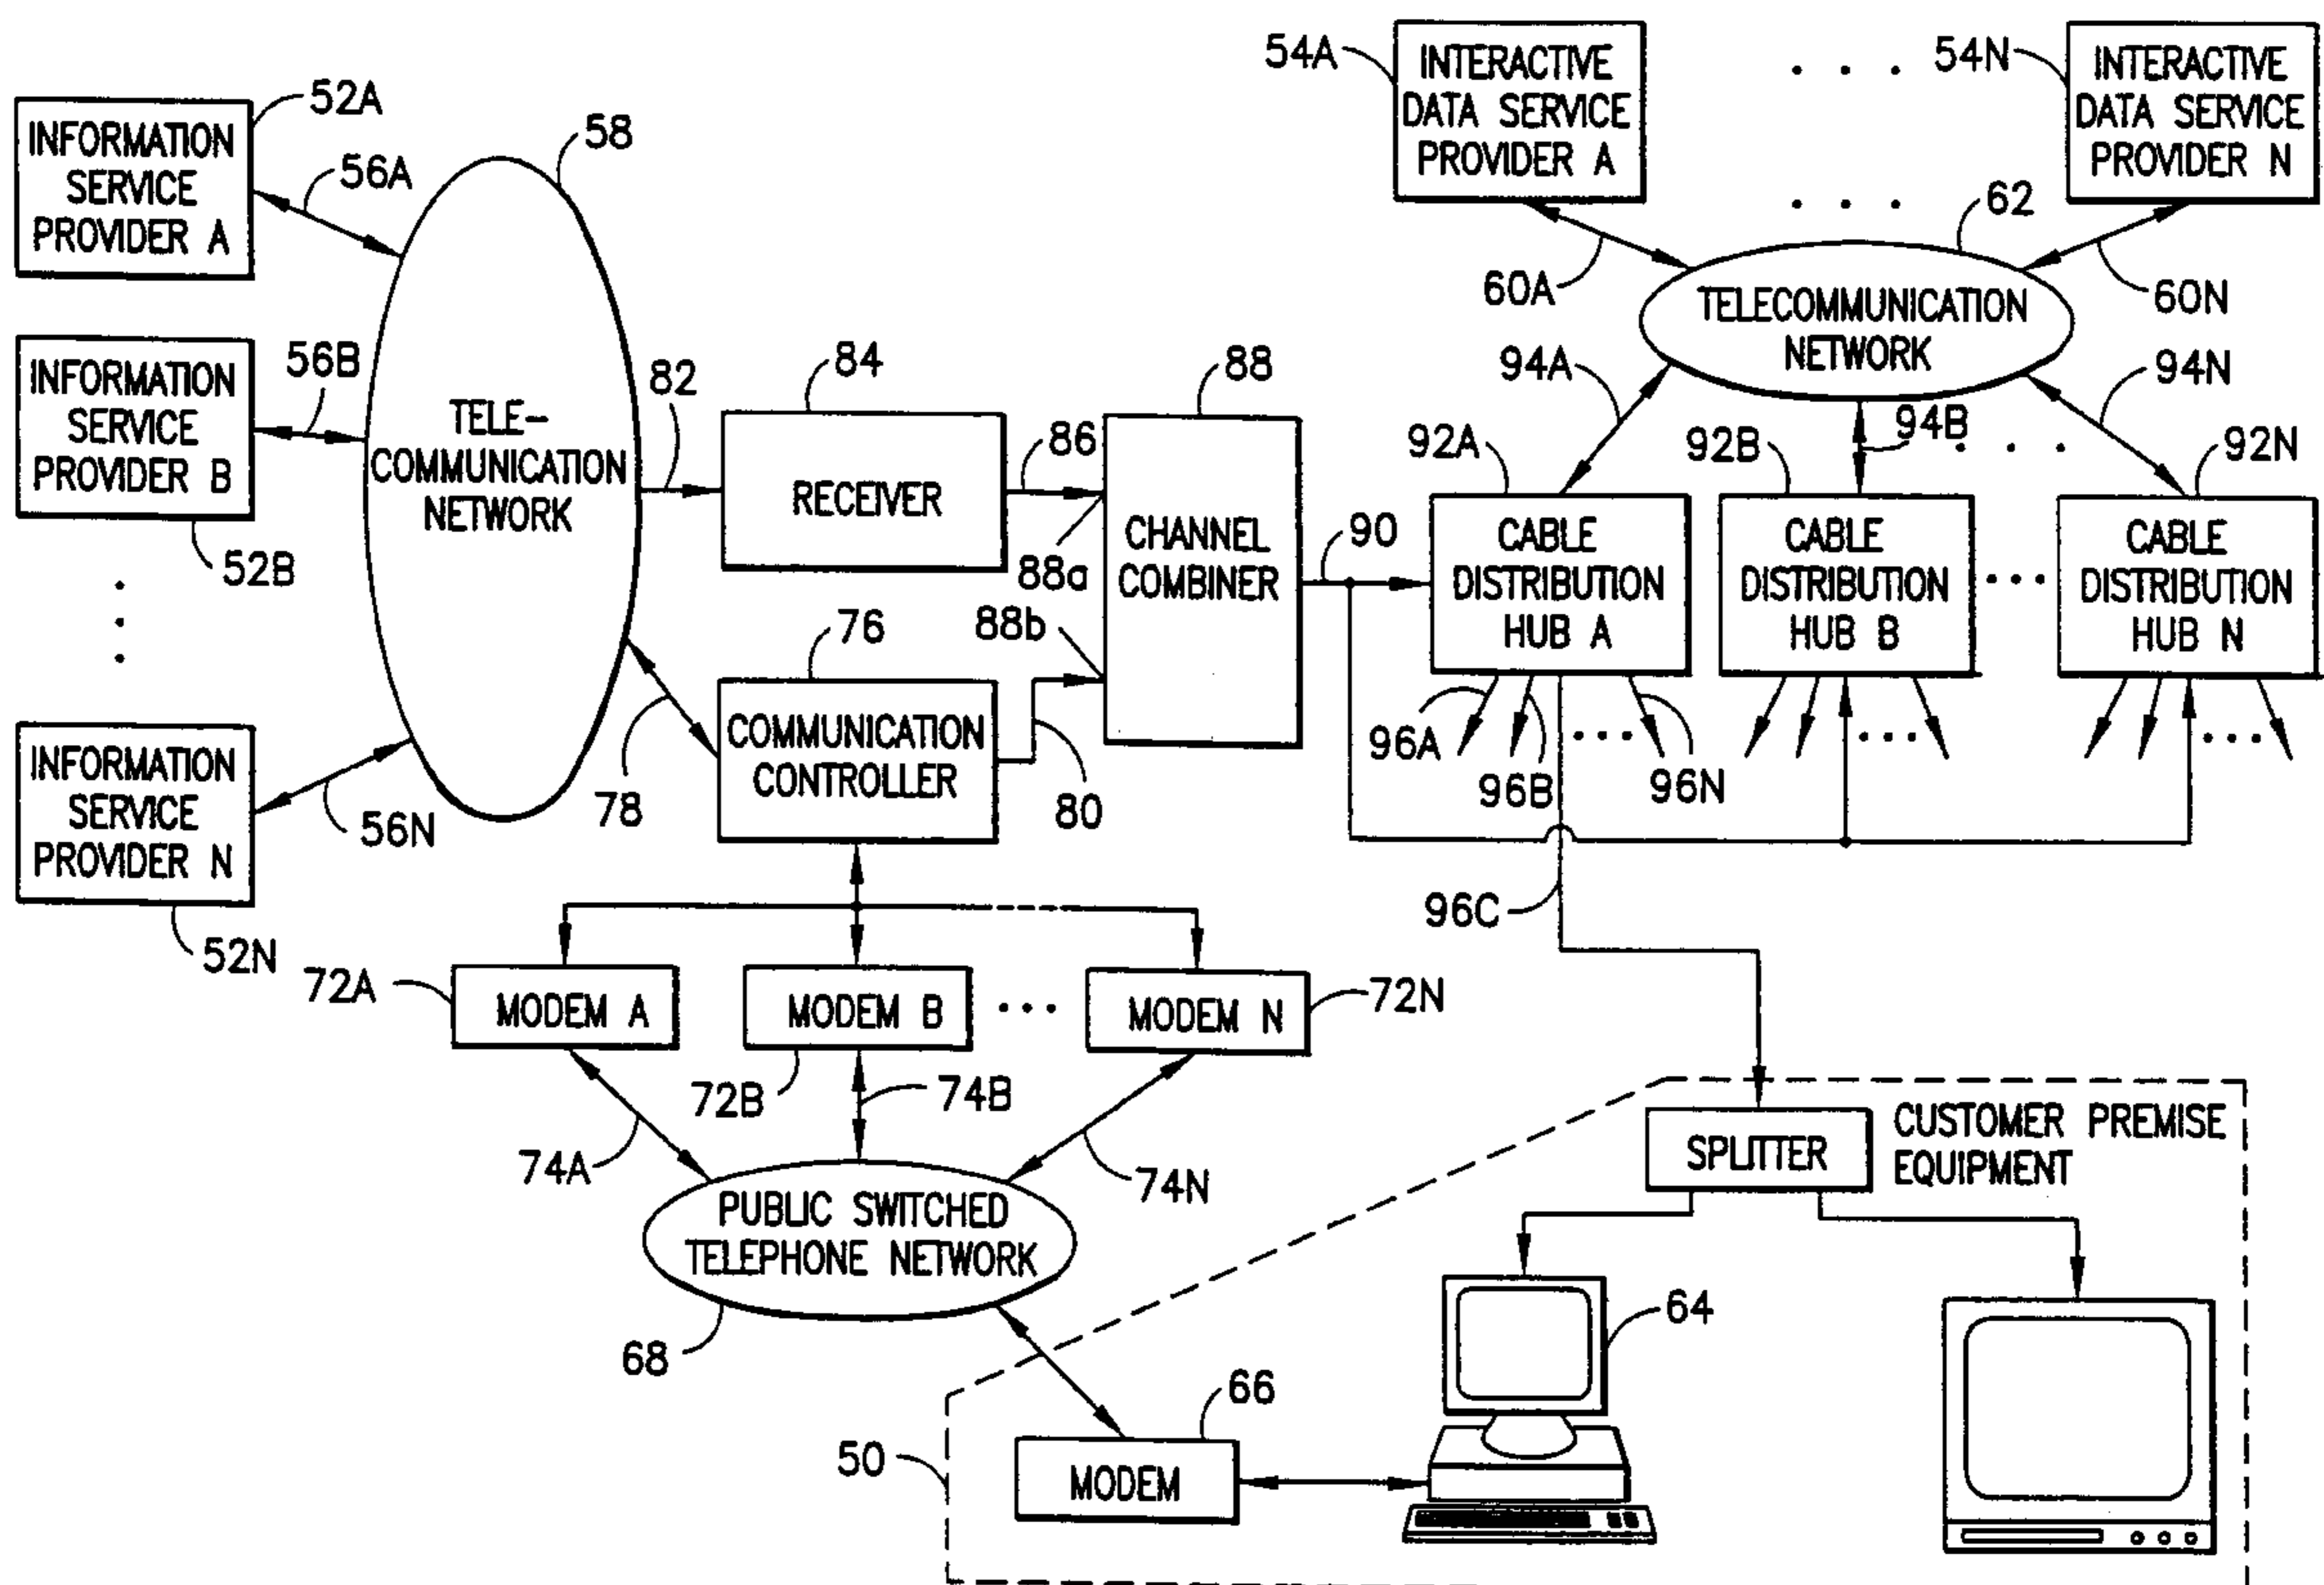 54A
INTERACTIVE
DATA SERVICE
PROVIDER A
54N
INTERACTIVE
DATA SERVICE
PROVIDER N
52A
INFORMATION
SERVICE
PROVIDER A
56A
58
60A
62
60N
TELECOMMUNICATION
NETWORK
INFORMATION
SERVICE
PROVIDER B
56B
52B
TELE-
COMMUNICATION
NETWORK
82
84
RECEIVER
86
88
88a
88b
CHANNEL
COMBINER
90
94A
94B
94N
92A
CABLE
DISTRIBUTION
HUB A
92B
CABLE
DISTRIBUTION
HUB B
92N
CABLE
DISTRIBUTION
HUB N
96A
96B
96N
96C
INFORMATION
SERVICE
PROVIDER N
56N
52N
78
76
COMMUNICATION
CONTROLLER
80
72A
MODEM A
72B
MODEM B
72N
MODEM N
74A
74B
74N
PUBLIC SWITCHED
TELEPHONE NETWORK
68
SPLITTER
CUSTOMER PREMISE
EQUIPMENT
64
66
MODEM
50